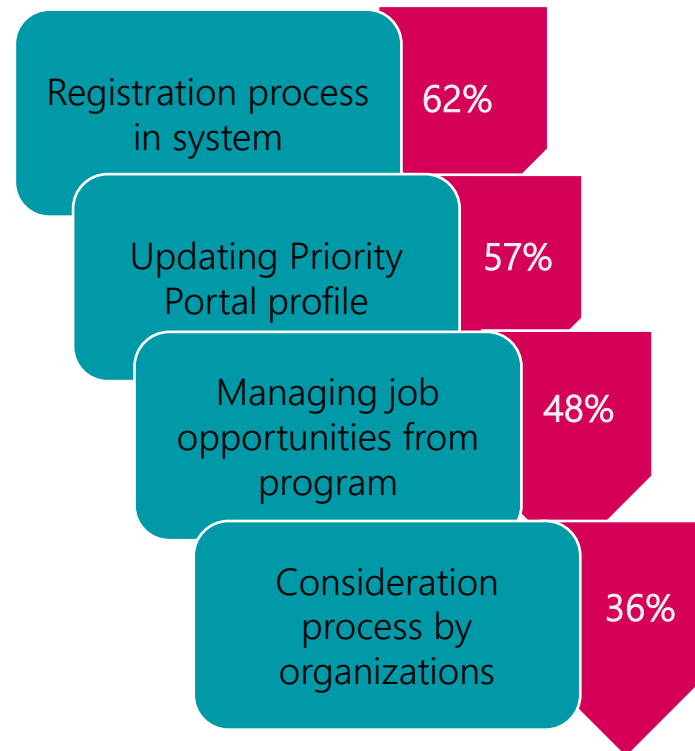 Registration process
in system
62%
Updating Priority
Portal profile
57%
Managing job
opportunities from
program
48%
Consideration
process by
organizations
36%